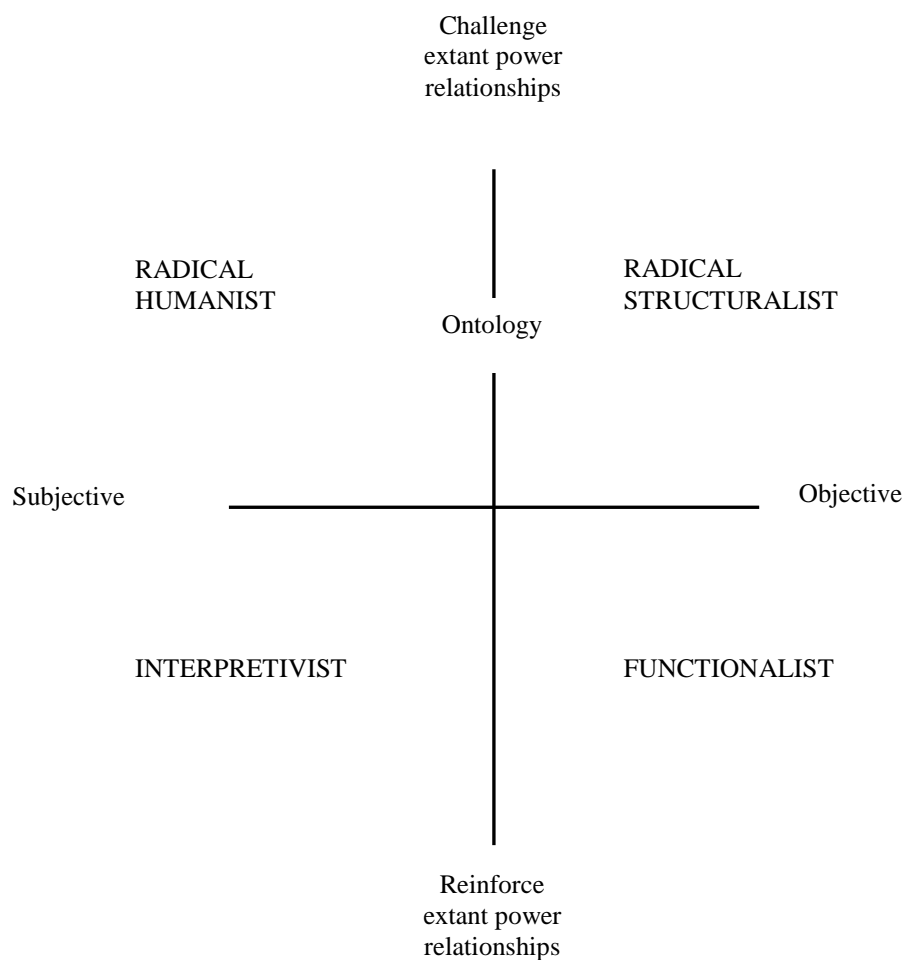 Challenge
extant power
relationships
RADICAL
HUMANIST
RADICAL
STRUCTURALIST
Ontology
Subjective
Objective
INTERPRETIVIST
FUNCTIONALIST
Reinforce
extant power
relationships